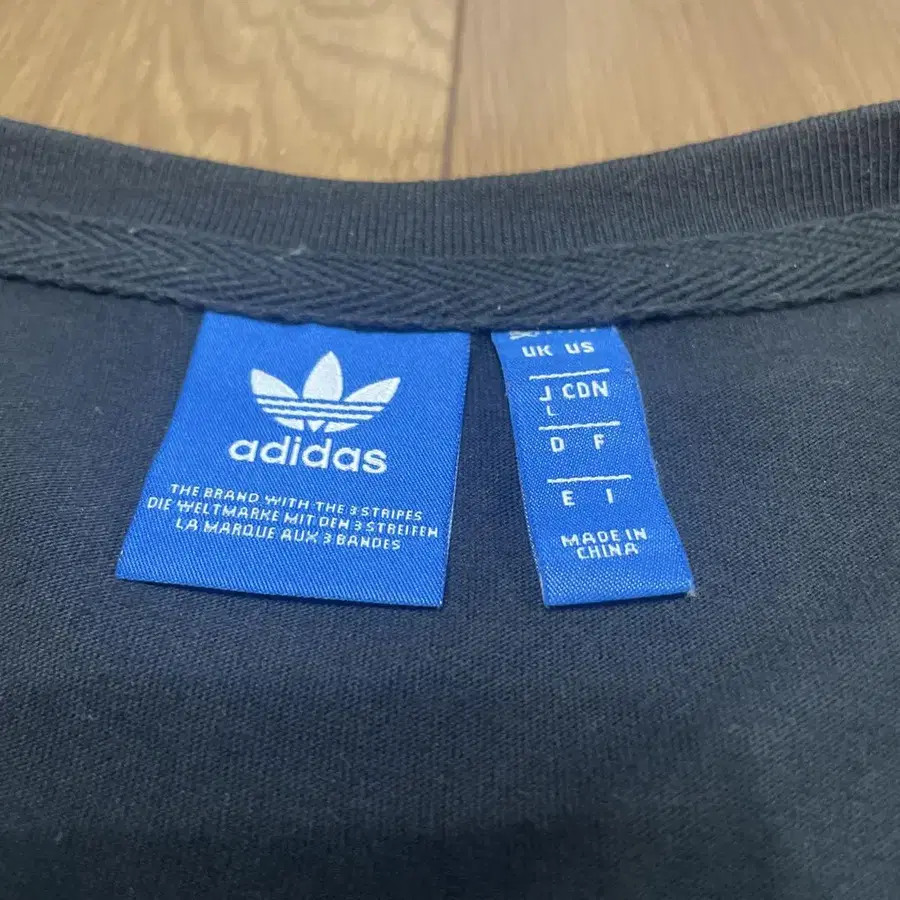 adidas
THE BRAND WITH THE 3 STRIPES
DIE WELTMARKE MIT DEN 3 STREIFEN
LA MARQUE AUX 3 BANDES
UK US
J CDN
L
D F
E I
MADE IN
CHINA